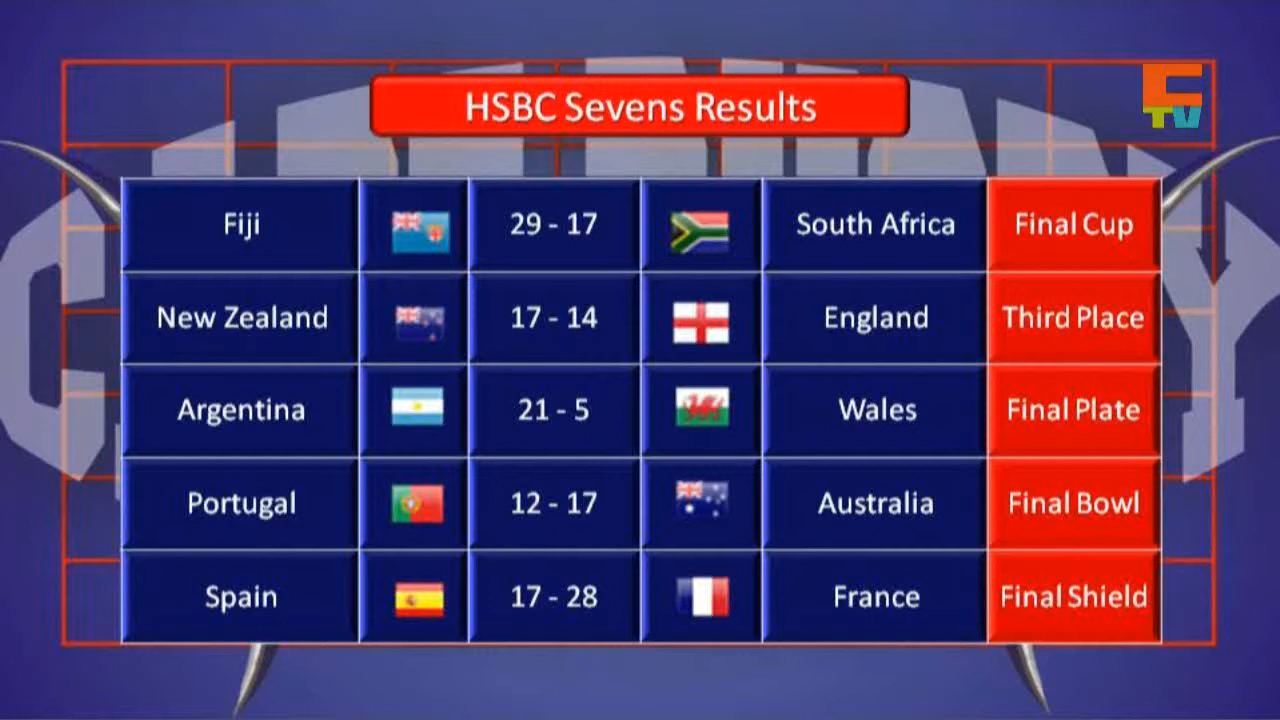 HSBC Sevens Results
TV
Fiji 29 - 17 South Africa Final Cup
New Zealand 17 - 14 England Third Place
Argentina 21 - 5 Wales Final Plate
Portugal 12 - 17 Australia Final Bowl
Spain 17 - 28 France Final Shield